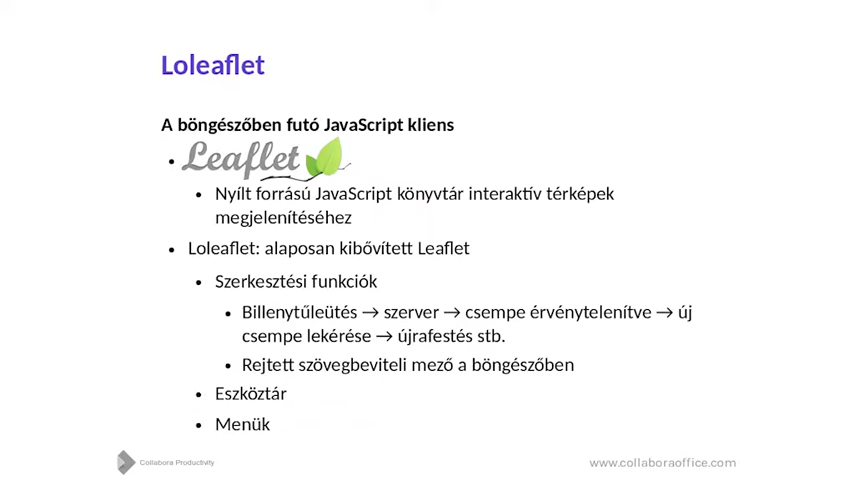 Loleaflet
A böngészőben futó JavaScript kliens
• Leaflet
• Nyílt forrású JavaScript könyvtár interaktív térképek
megjelenítéséhez
• Loleaflet: alaposan kibővített Leaflet
• Szerkesztési funkciók
• Billenytűleütés → szerver → csempe érvénytelenítve → új
csempe lekérése → újrafestés stb.
• Rejtett szövegbeviteli mező a böngészőben
• Eszköztár
• Menük
Collabora Productivity
www.collaboraoffice.com